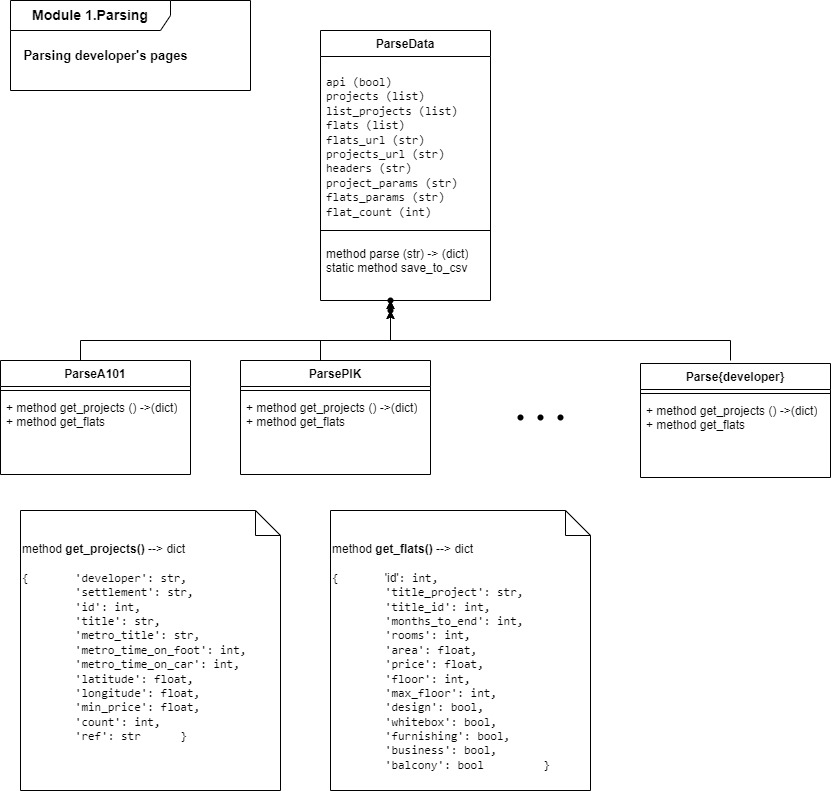 Module 1.Parsing
Parsing developer's pages
ParseData
api (bool)
projects (list)
list_projects (list)
flats (list)
flats_url (str)
projects_url (str)
headers (str)
project_params (str)
flats_params (str)
flat_count (int)
method parse (str) -> (dict)
static method save_to_csv
ParseA101
+ method get_projects () ->(dict)
+ method get_flats
ParsePIK
+ method get_projects () ->(dict)
+ method get_flats
Parse{developer}
+ method get_projects () ->(dict)
+ method get_flats
method get_projects() --> dict
{ 'developer': str,
'settlement': str,
'id': int,
'title': str,
'metro_title': str,
'metro_time_on_foot': int,
'metro_time_on_car': int,
'latitude': float,
'longitude': float,
'min_price': float,
'count': int,
'ref': str }
method get_flats() --> dict
{ 'id': int,
'title_project': str,
'title_id': int,
'months_to_end': int,
'rooms': int,
'area': float,
'price': float,
'floor': int,
'max_floor': int,
'design': bool,
'whitebox': bool,
'furnishing': bool,
'business': bool,
'balcony': bool }